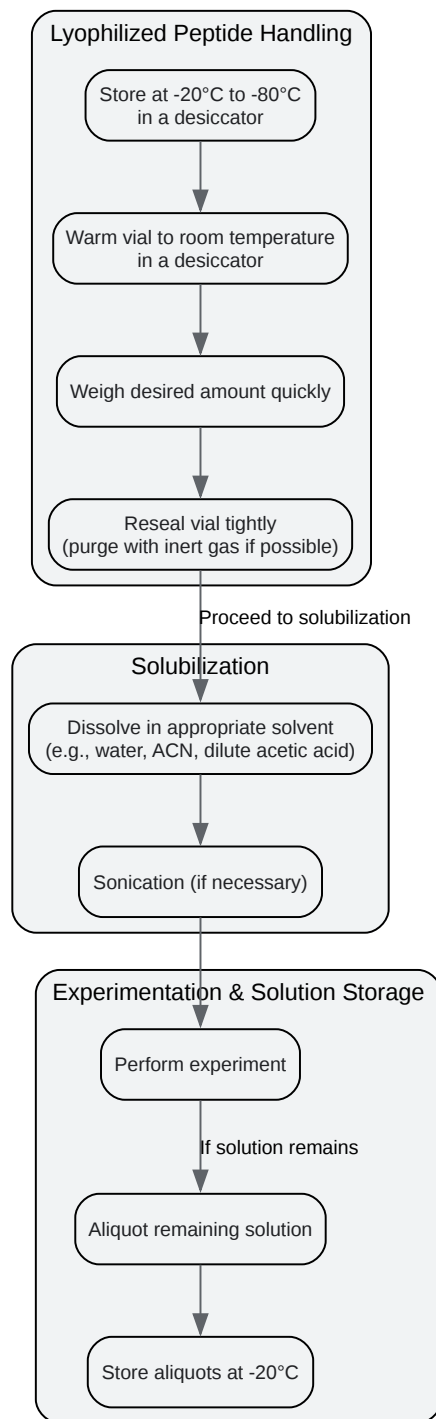 Lyophilized Peptide Handling
Store at -20°C to -80°C
in a desiccator
Warm vial to room temperature
in a desiccator
Weigh desired amount quickly
Reseal vial tightly
(purge with inert gas if possible)
Proceed to solubilization
Solubilization
Dissolve in appropriate solvent
(e.g., water, ACN, dilute acetic acid)
Sonication (if necessary)
Experimentation & Solution Storage
Perform experiment
If solution remains
Aliquot remaining solution
Store aliquots at -20°C